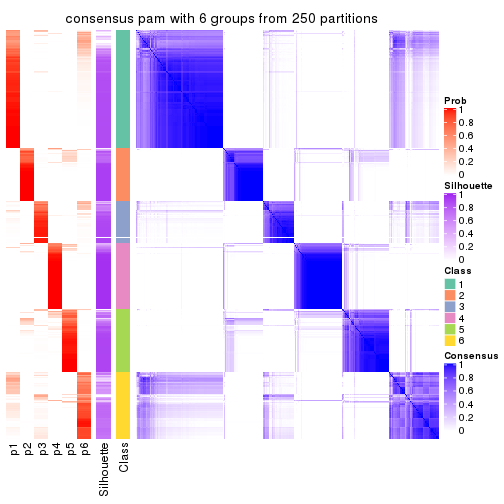 consensus pam with 6 groups from 250 partitions
Prob
1
0.8
0.6
0.4
0.2
0
Silhouette
1
0.8
0.6
0.4
0.2
0
Class
1
2
3
4
5
6
Consensus
1
0.8
0.6
0.4
0.2
0
p1
p2
p3
p4
p5
p6
Silhouette
Class